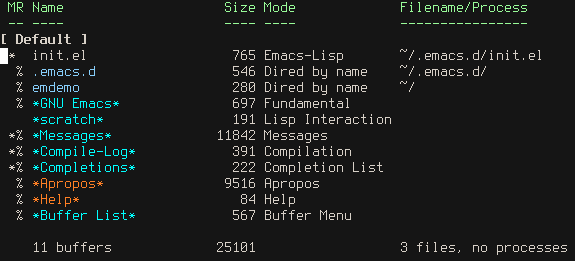 MR Name                    Size Mode             Filename/Process
-- ----                    ---- ----             ----------------
[ Default ]
 *  init.el                 765 Emacs-Lisp       ~/.emacs.d/init.el
  % .emacs.d                546 Dired by name    ~/.emacs.d/
  % emdemo                  280 Dired by name    ~/
  % *GNU Emacs*             697 Fundamental
    *scratch*               191 Lisp Interaction
 *% *Messages*            11842 Messages
 *% *Compile-Log*           391 Compilation
 *% *Completions*           222 Completion List
  % *Apropos*              9516 Apropos
  % *Help*                   84 Help
  % *Buffer List*           567 Buffer Menu
    11 buffers            25101                  3 files, no processes